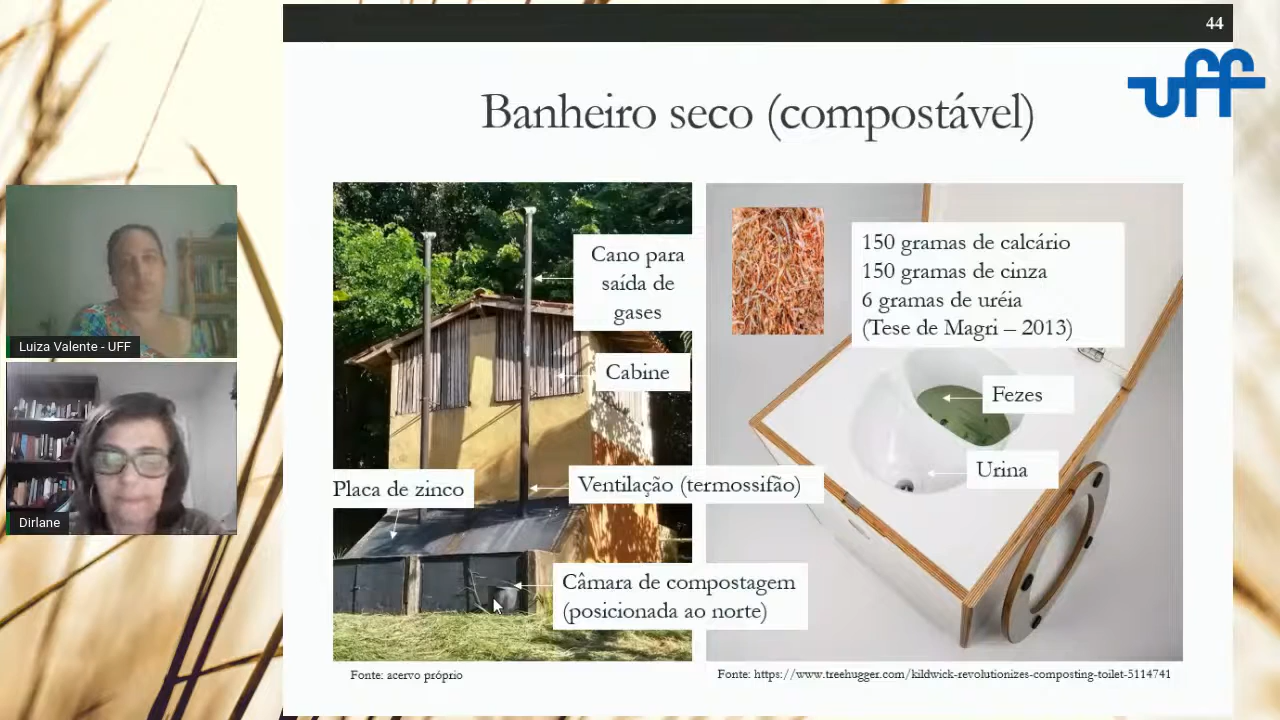 44
uff
Banheiro seco (compostável)
Cano para
saída de
gases
Cabine
Placa de zinco
Ventilação (termossifão)
Câmara de compostagem
(posicionada ao norte)
Fonte: acervo próprio
150 gramas de calcário
150 gramas de cinza
6 gramas de uréia
(Tese de Magri – 2013)
Fezes
Urina
Fonte: https://www.treehugger.com/kildwick-revolutionizes-composting-toilet-5114741
Luiza Valente - UFF
Dirlane